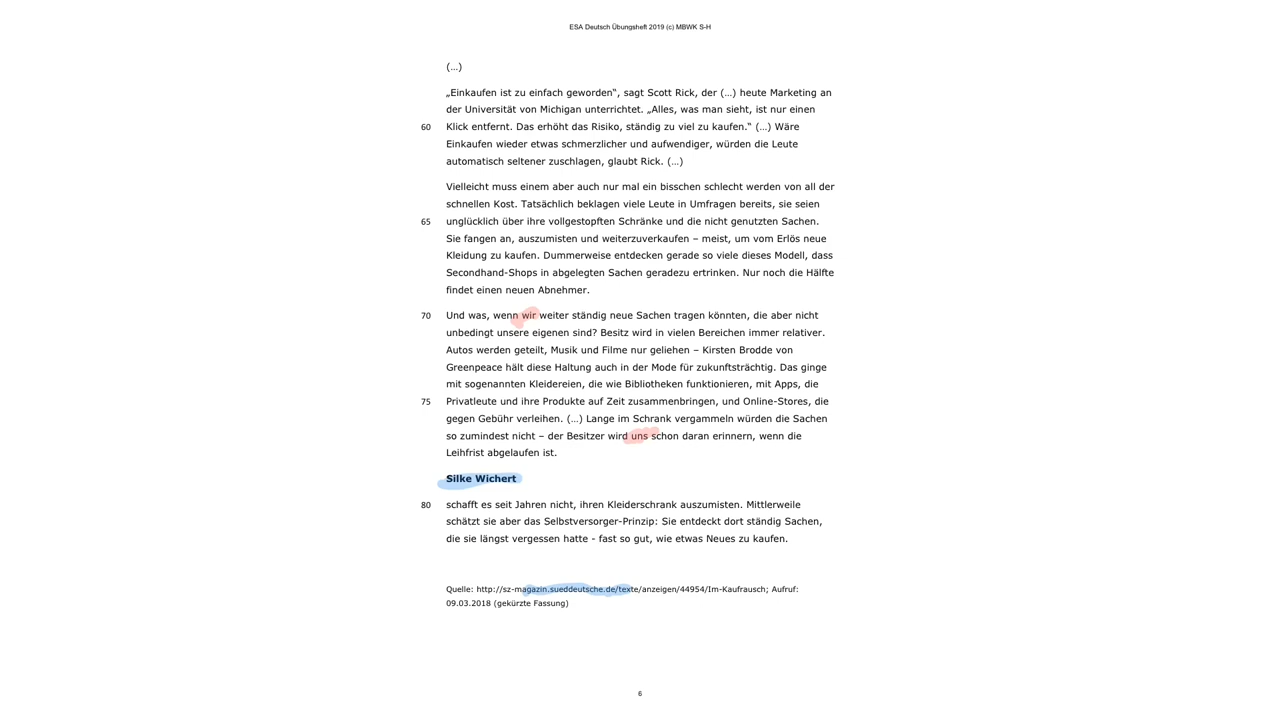 ESA Deutsch Übungsheft 2019 (c) MBWK S-H
(…)
„Einkaufen ist zu einfach geworden“, sagt Scott Rick, der (…) heute Marketing an
der Universität von Michigan unterrichtet. „Alles, was man sieht, ist nur einen
60 Klick entfernt. Das erhöht das Risiko, ständig zu viel zu kaufen.“ (…) Wäre
Einkaufen wieder etwas schmerzlicher und aufwendiger, würden die Leute
automatisch seltener zuschlagen, glaubt Rick. (…)
Vielleicht muss einem aber auch nur mal ein bisschen schlecht werden von all der
schnellen Kost. Tatsächlich beklagen viele Leute in Umfragen bereits, sie seien
65 unglücklich über ihre vollgestopften Schränke und die nicht genutzten Sachen.
Sie fangen an, auszumisten und weiterzuverkaufen – meist, um vom Erlös neue
Kleidung zu kaufen. Dummerweise entdecken gerade so viele dieses Modell, dass
Secondhand-Shops in abgelegten Sachen geradezu ertrinken. Nur noch die Hälfte
findet einen neuen Abnehmer.
70 Und was, wenn wir weiter ständig neue Sachen tragen könnten, die aber nicht
unbedingt unsere eigenen sind? Besitz wird in vielen Bereichen immer relativer.
Autos werden geteilt, Musik und Filme nur geliehen – Kirsten Brodde von
Greenpeace hält diese Haltung auch in der Mode für zukunftsträchtig. Das ginge
mit sogenannten Kleidereien, die wie Bibliotheken funktionieren, mit Apps, die
75 Privatleute und ihre Produkte auf Zeit zusammenbringen, und Online-Stores, die
gegen Gebühr verleihen. (…) Lange im Schrank vergammeln würden die Sachen
so zumindest nicht – der Besitzer wird uns schon daran erinnern, wenn die
Leihfrist abgelaufen ist.
Silke Wichert
80 schafft es seit Jahren nicht, ihren Kleiderschrank auszumisten. Mittlerweile
schätzt sie aber das Selbstversorger-Prinzip: Sie entdeckt dort ständig Sachen,
die sie längst vergessen hatte - fast so gut, wie etwas Neues zu kaufen.
Quelle: http://sz-magazin.sueddeutsche.de/texte/anzeigen/44954/Im-Kaufrausch; Aufruf:
09.03.2018 (gekürzte Fassung)
6